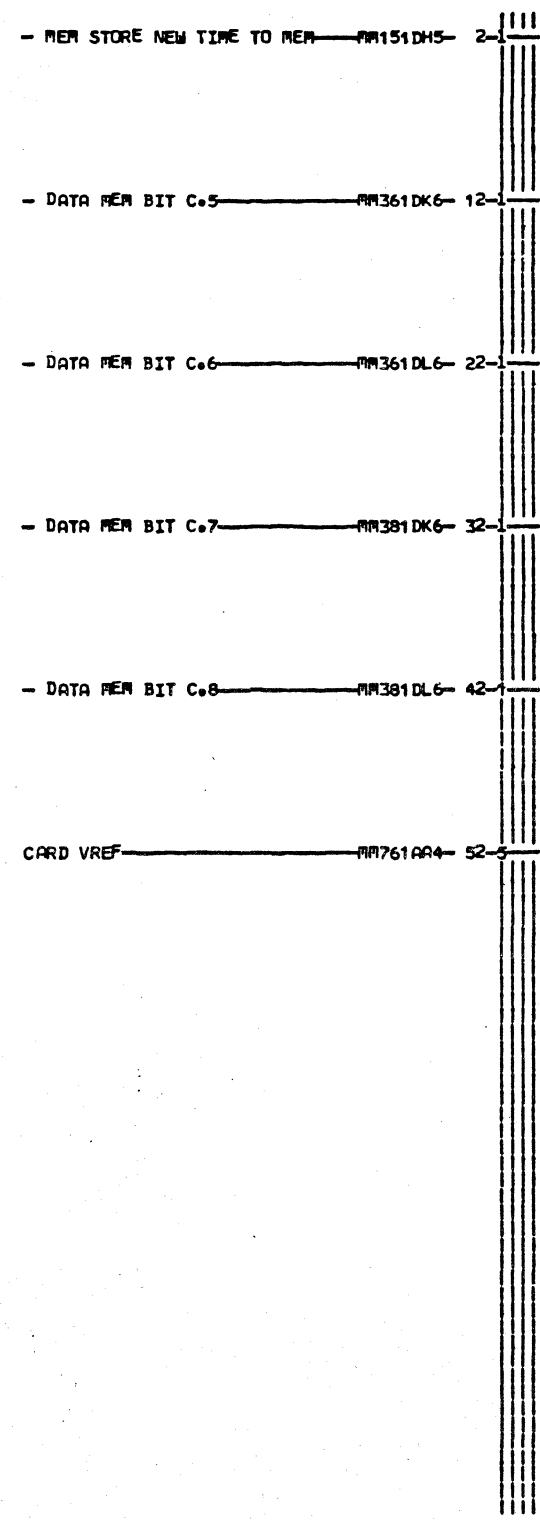 - MEM STORE NEW TIME TO MEM MM151DH5- 2-1
- DATA MEM BIT C.5 MM361DK6- 12-1
- DATA MEM BIT C.6 MM361DL6- 22-1
- DATA MEM BIT C.7 MM381DK6- 32-1
- DATA MEM BIT C.8 MM381DL6- 42-1
CARD VREF MM761AA4- 52-5